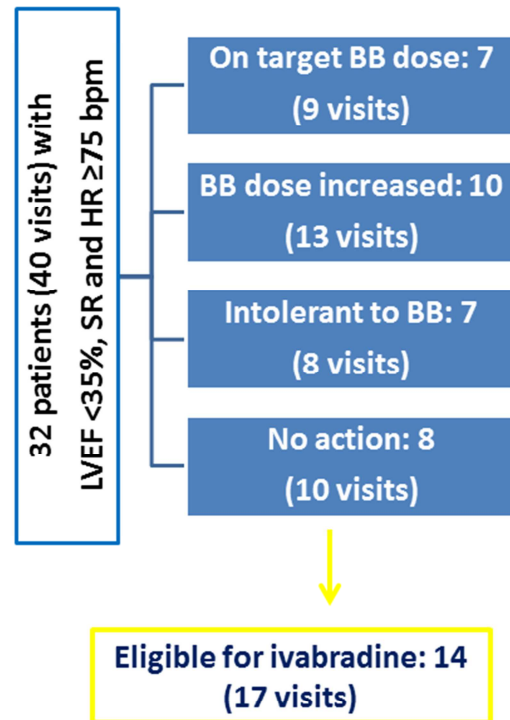 32 patients (40 visits) with
LVEF <35%, SR and HR ≥75 bpm
On target BB dose: 7
(9 visits)
BB dose increased: 10
(13 visits)
Intolerant to BB: 7
(8 visits)
No action: 8
(10 visits)
Eligible for ivabradine: 14
(17 visits)